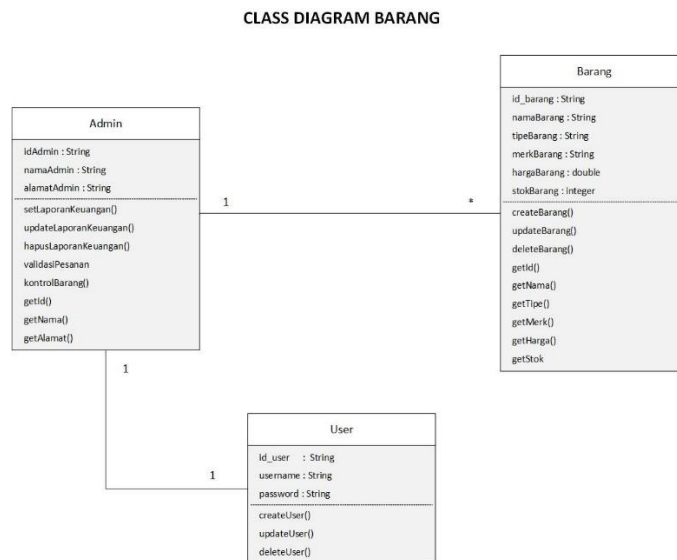 CLASS DIAGRAM BARANG
Admin
idAdmin : String
namaAdmin : String
alamatAdmin : String
setLaporanKeuangan()
updateLaporanKeuangan()
hapusLaporanKeuangan()
validasiPesanan
kontrolBarang()
getId()
getNama()
getAlamat()
1
*
Barang
id_barang : String
namaBarang : String
tipeBarang : String
merkBarang : String
hargaBarang : double
stokBarang : integer
createBarang()
updateBarang()
deleteBarang()
getId()
getNama()
getTipe()
getMerk()
getHarga()
getStok
1
1
User
id_user : String
username : String
password : String
createUser()
updateUser()
deleteUser()